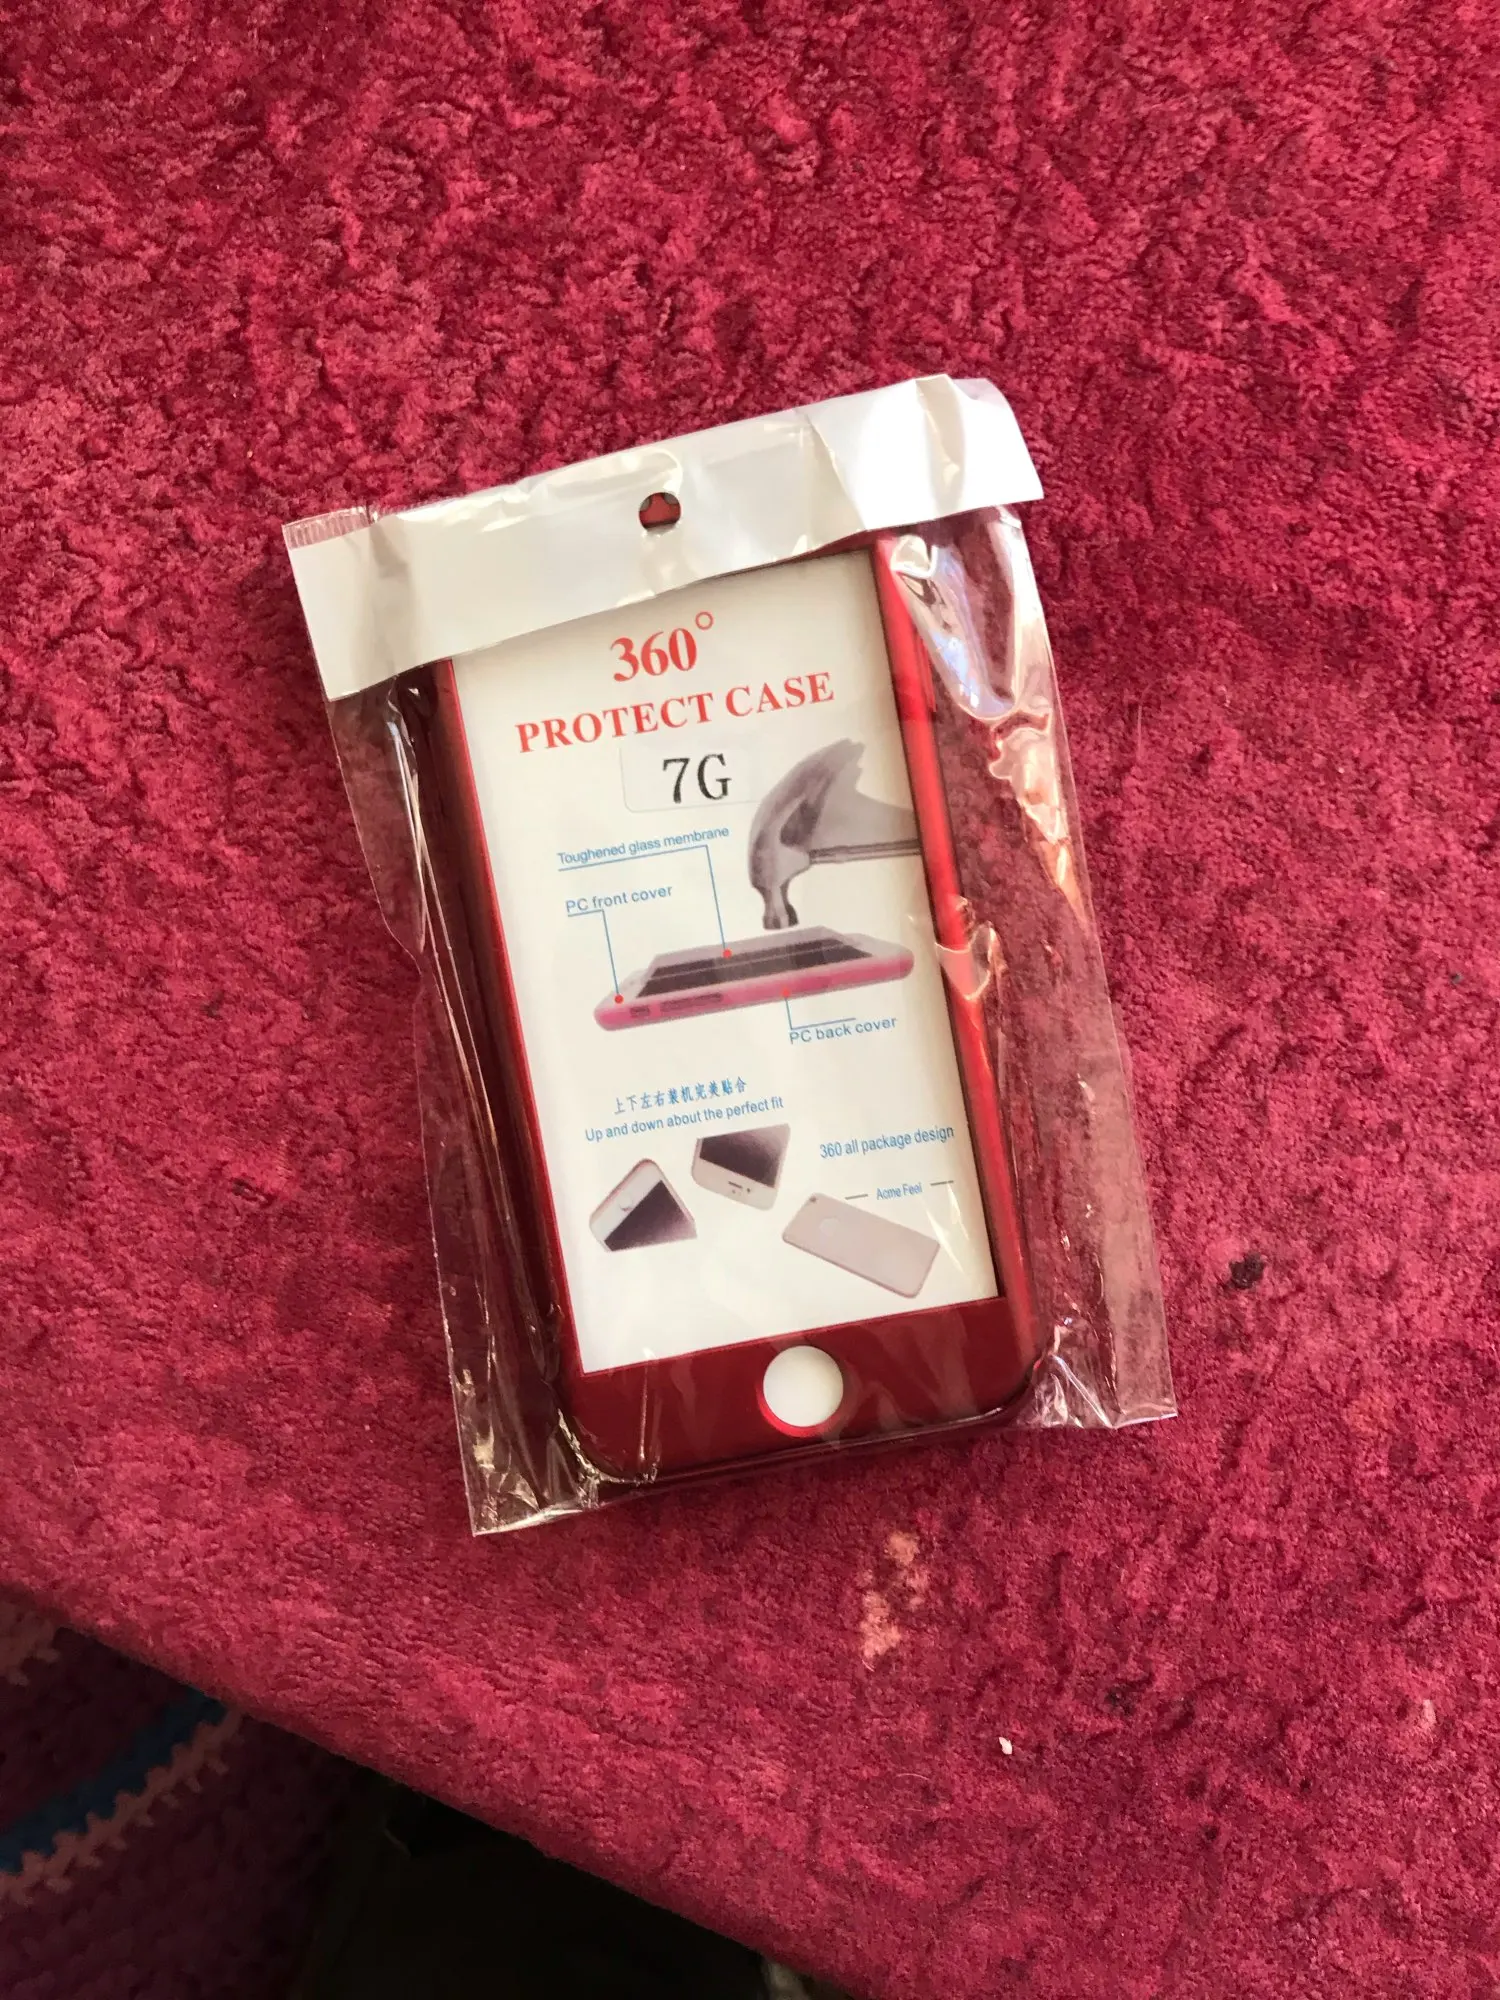 360°
PROTECT CASE
7G
Toughened glass membrane
PC front cover
PC back cover
上下左右装机完美贴合
Up and down about the perfect fit
360 all package design
Acme Feel